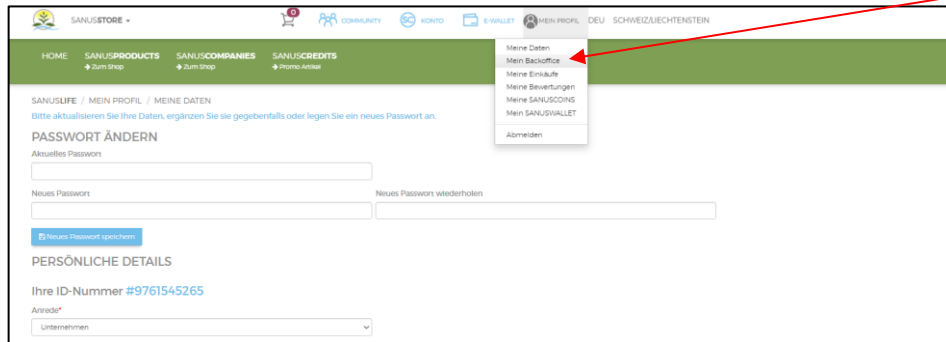 SANUSSTORE
0
COMMUNITY
SC KONTO
E-WALLET
MEIN PROFIL
DEU
SCHWEIZ/LIECHTENSTEIN
HOME
SANUSPRODUCTS
→ Zum Shop
SANUSCOMPANIES
→ Zum Shop
SANUSCREDITS
→ Promo Artikel
Meine Daten
Mein Backoffice
Meine Einkäufe
Meine Bewertungen
Meine SANUSCOINS
Mein SANUSWALLET
Abmelden
SANUSLIFE / MEIN PROFIL / MEINE DATEN
Bitte aktualisieren Sie Ihre Daten, ergänzen Sie sie gegebenfalls oder legen Sie ein neues Passwort an.
PASSWORT ÄNDERN
Aktuelles Passwort
Neues Passwort
Neues Passwort wiederholen
Neues Passwort speichern
PERSÖNLICHE DETAILS
Ihre ID-Nummer #9761545265
Anrede*
Unternehmen